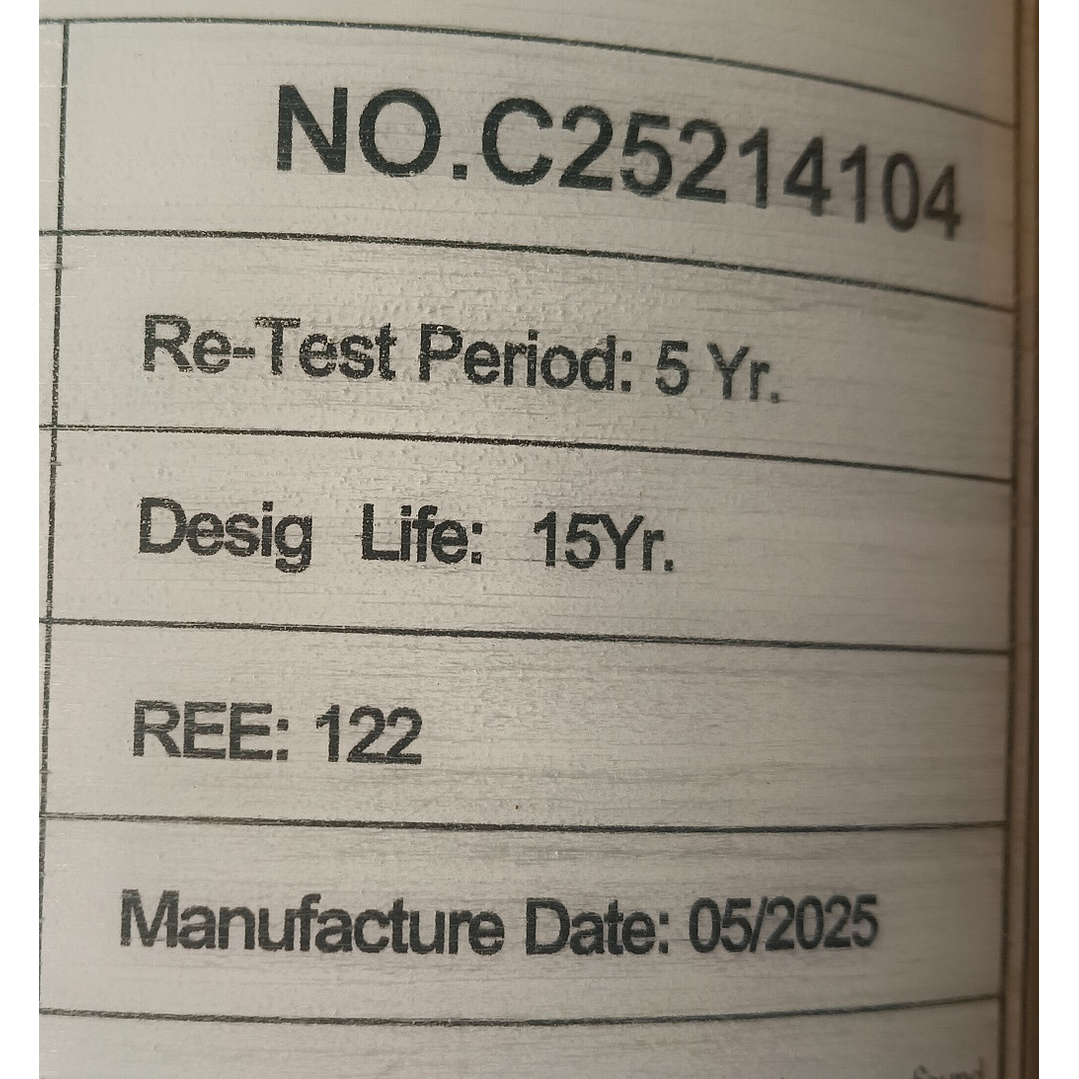 NO.C25214104
Re-Test Period: 5 Yr.
Desig Life: 15Yr.
REE: 122
Manufacture Date: 05/2025